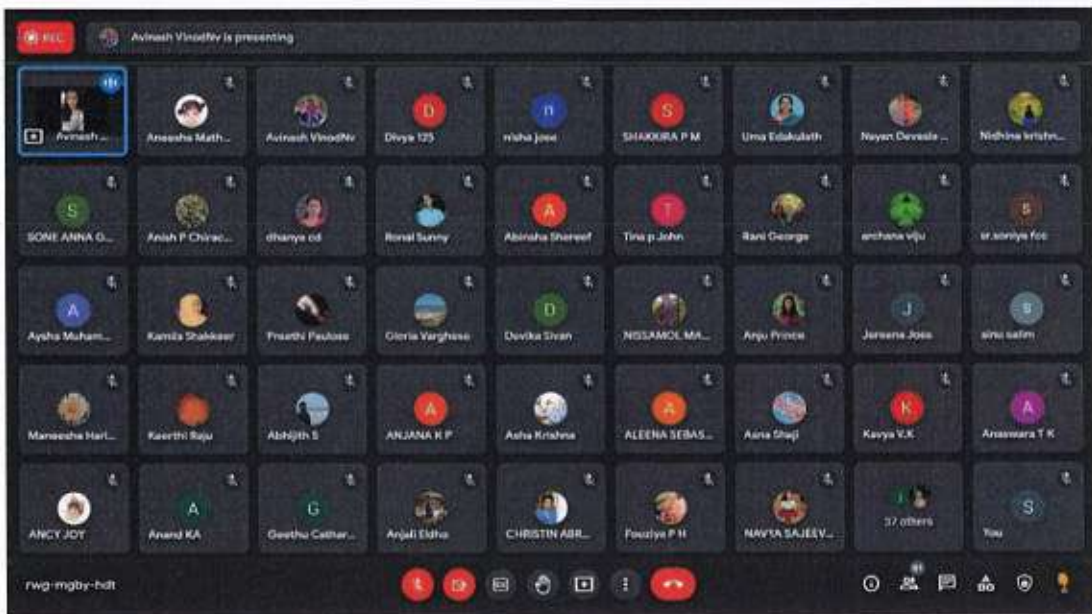 REC Avinash VinodNv is presenting
Avinash ... Aneesha Math... Avinash VinodNv Divya 125 nisha jose SHAKKIRA P M Uma Edakulath Nayan Devasia ... Nidhina krishn...
SONE ANNA G... Anish P Chirac... dhanya cd Ronal Sunny Abinsha Shereef Tina p John Rani George archana viju sr.soniya fcc
Aysha Muham... Kamila Shakkeer Preethi Paulose Gloria Varghese Devika Sivan NISSAMOL MA... Anju Prince Jerseena Jose sinu salim
Maneesha Hari... Keerthi Raju Abhijith S ANJANA K P Asha Krishna ALEENA SEBAS... Asna Shaji Kavya V.K Anaswara T K
ANCY JOY Anand KA Geethu Cathar... Anjali Eldho CHRISTIN ABR... Fouziya P H NAVYA SAJEEV... 37 others You
rwg-mgby-hdt